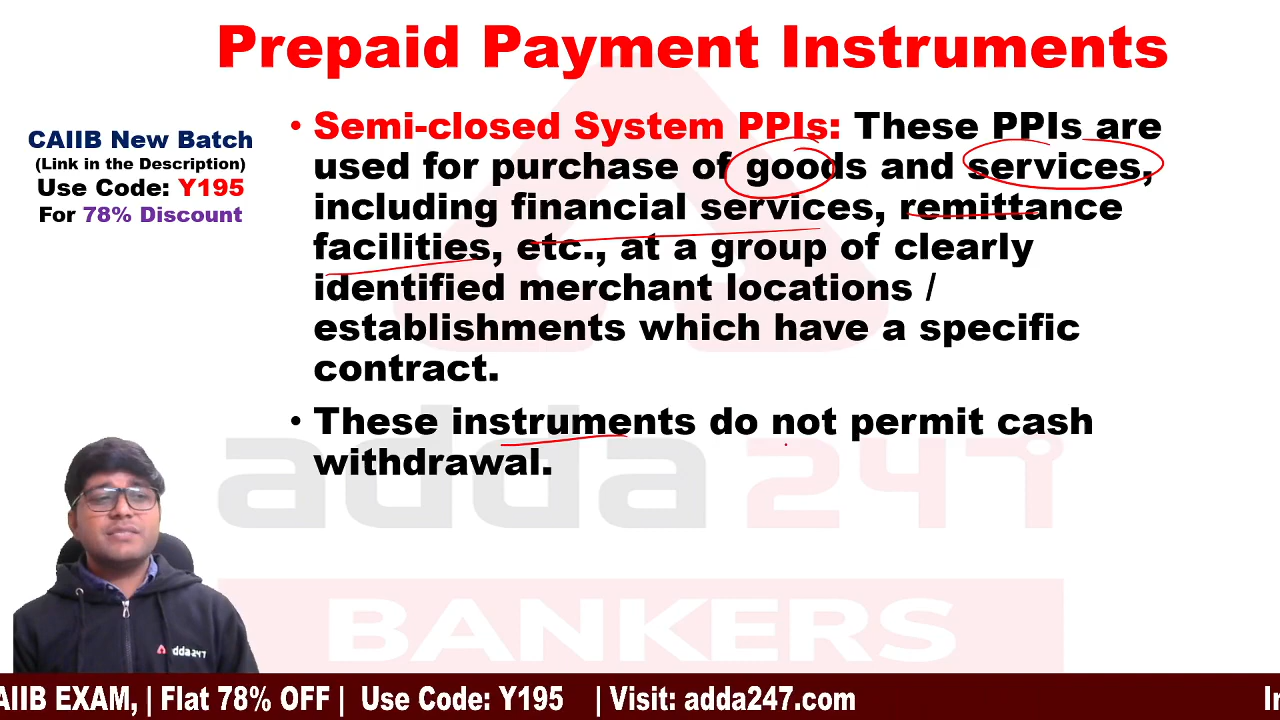 Prepaid Payment Instruments
CAIIB New Batch
(Link in the Description)
Use Code: Y195
For 78% Discount
• Semi-closed System PPIs: These PPIs are
used for purchase of goods and services,
including financial services, remittance
facilities, etc., at a group of clearly
identified merchant locations /
establishments which have a specific
contract.
• These instruments do not permit cash
withdrawal.
adda247
BANKERS
adda247
AIIB EXAM, | Flat 78% OFF | Use Code: Y195 | Visit: adda247.com